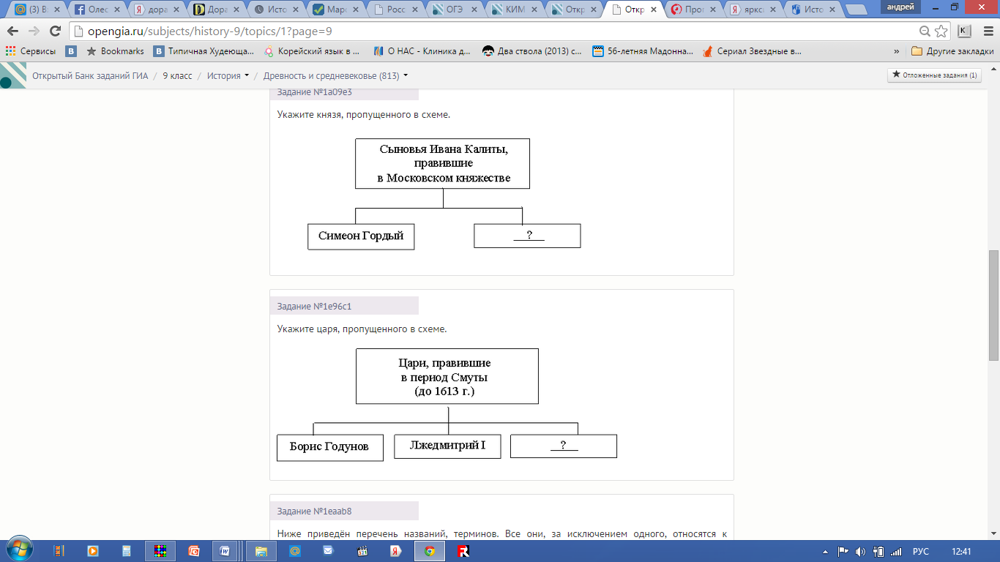 (3) В
Олес
дора
Дора
Исто
Марс
Росс
ОГЭ
КИМ
Откр
Откр
Прог
яркс
Исто
андрей
opengia.ru/subjects/history-9/topics/1?page=9
Сервисы
Bookmarks
Типичная Худеюща...
Корейский язык в ...
О НАС - Клиника д...
Два ствола (2013) с...
56-летняя Мадонна...
Сериал Звездные в...
»
Другие закладки
Открытый Банк заданий ГИА / 9 класс / История / Древность и средневековье (813)
★ Отложенные задания (1)
Задание №1a09e3
Укажите князя, пропущенного в схеме.
Сыновья Ивана Калиты,
правившие
в Московском княжестве
Симеон Гордый
?
Задание №1e96c1
Укажите царя, пропущенного в схеме.
Цари, правившие
в период Смуты
(до 1613 г.)
Борис Годунов
Лжедмитрий I
?
Задание №1eaab8
Ниже приведён перечень названий, терминов. Все они, за исключением одного, относятся к
РУС
12:41